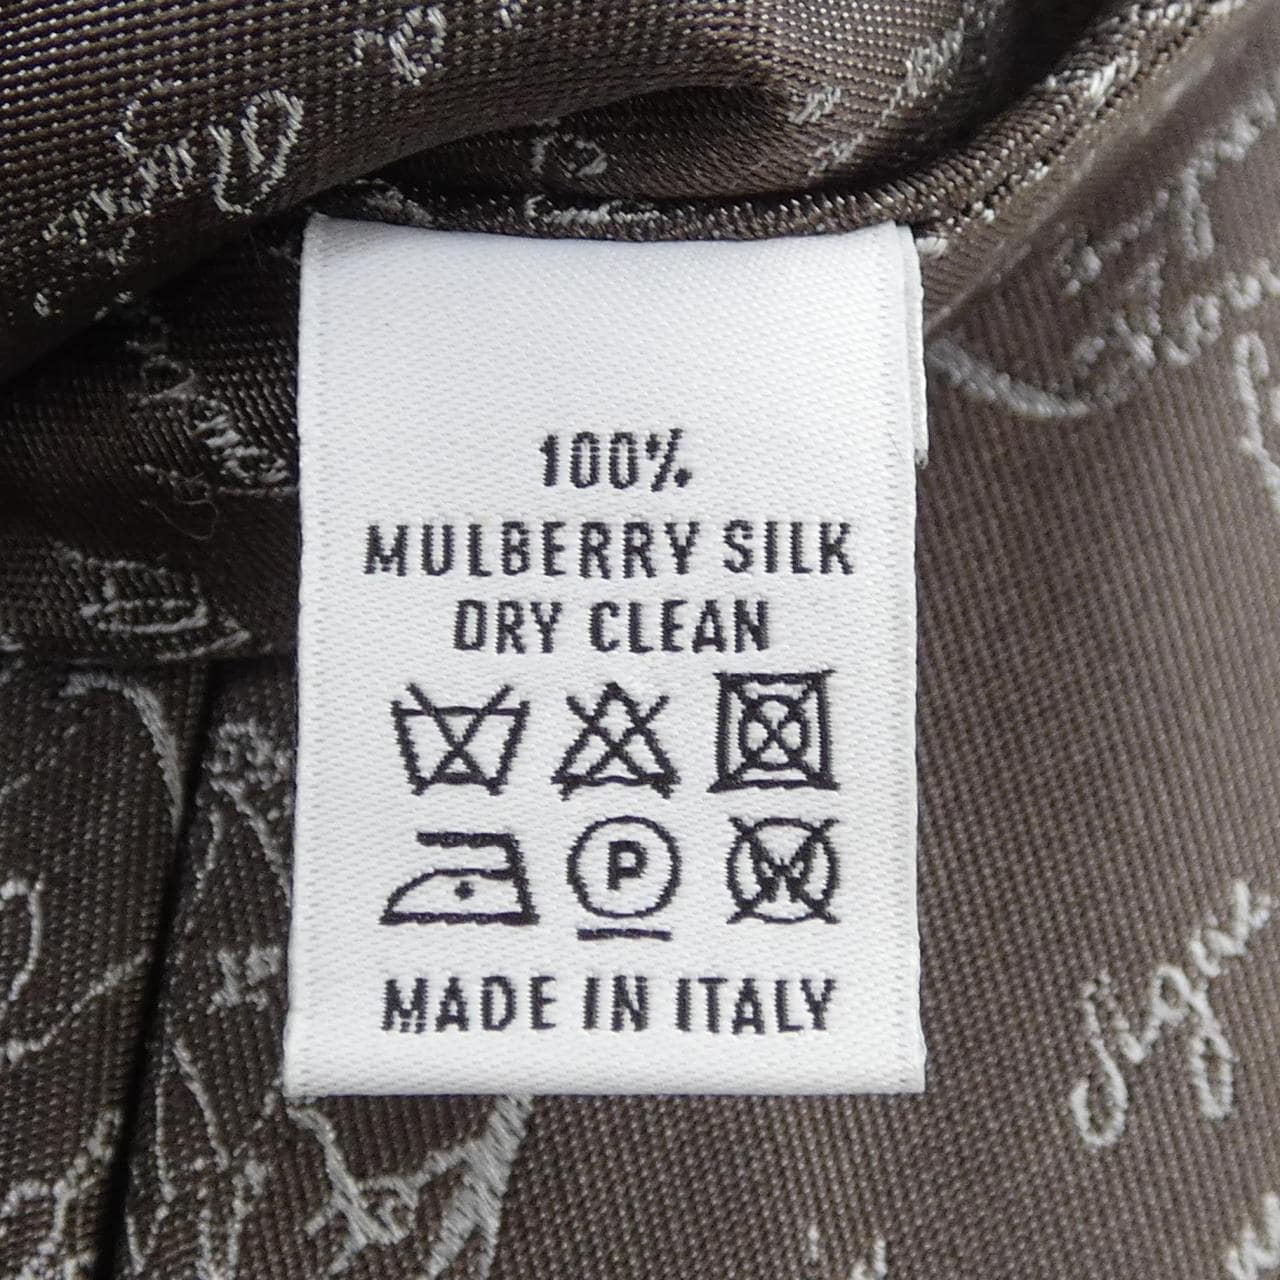 100%
MULBERRY SILK
DRY CLEAN
P
W
MADE IN ITALY